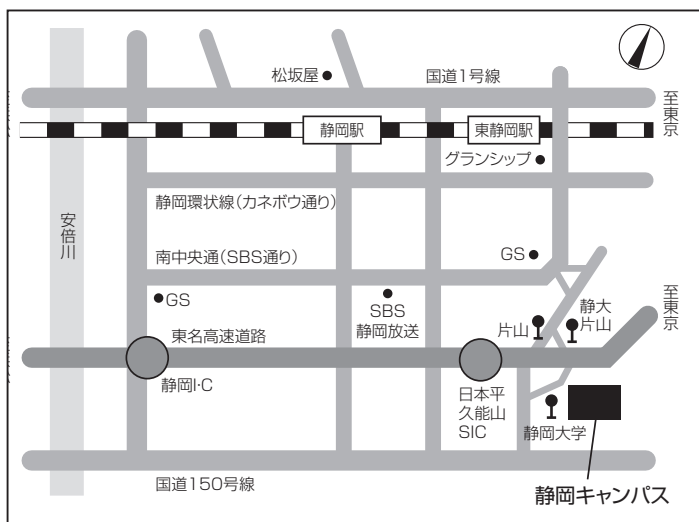 松坂屋
国道1号線
至東京
静岡駅
東静岡駅
グランシップ
静岡環状線(カネボウ通り)
安倍川
南中央通(SBS通り)
GS
GS
SBS
静岡放送
片山
静大
片山
至東京
東名高速道路
静岡I・C
日本平
久能山
SIC
静岡大学
国道150号線
静岡キャンパス